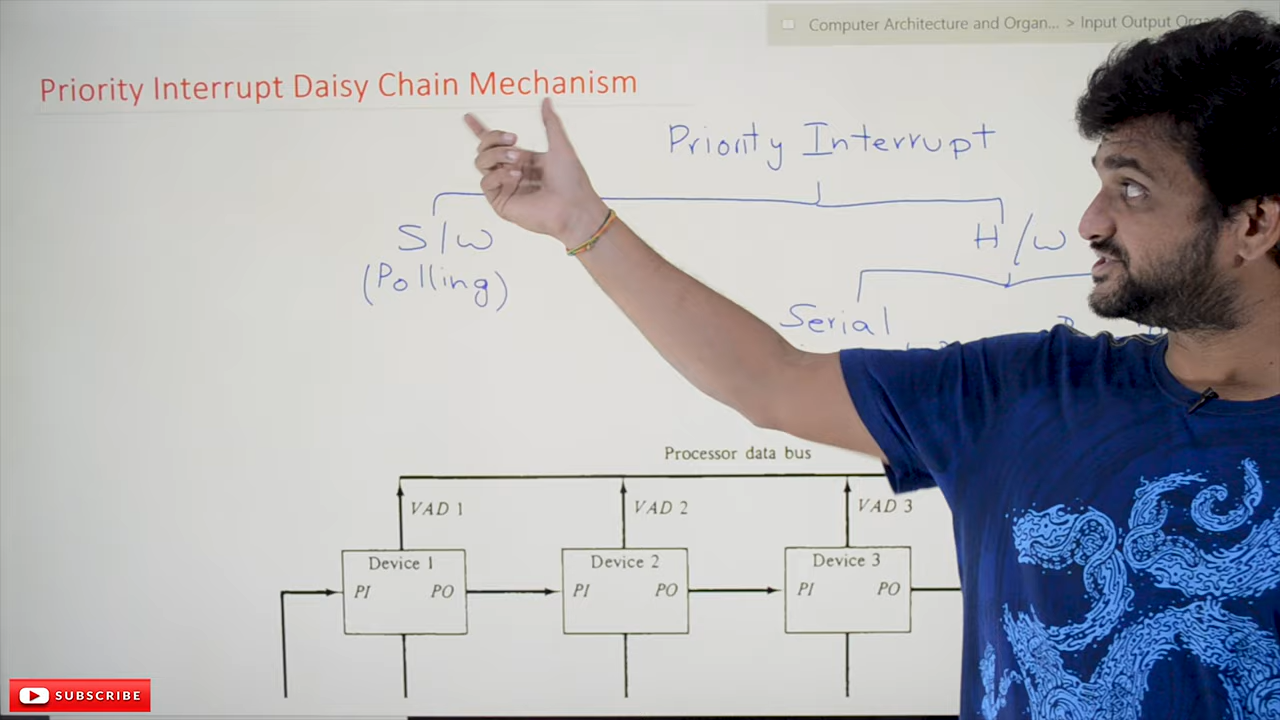 Computer Architecture and Organ... > Input Output
Priority Interrupt Daisy Chain Mechanism
Priority Interrupt
S/W
H/W
(Polling)
Serial
Processor data bus
VAD 1
VAD 2
VAD 3
Device 1
Device 2
Device 3
PI
PO
PI
PO
PI
PO
SUBSCRIBE